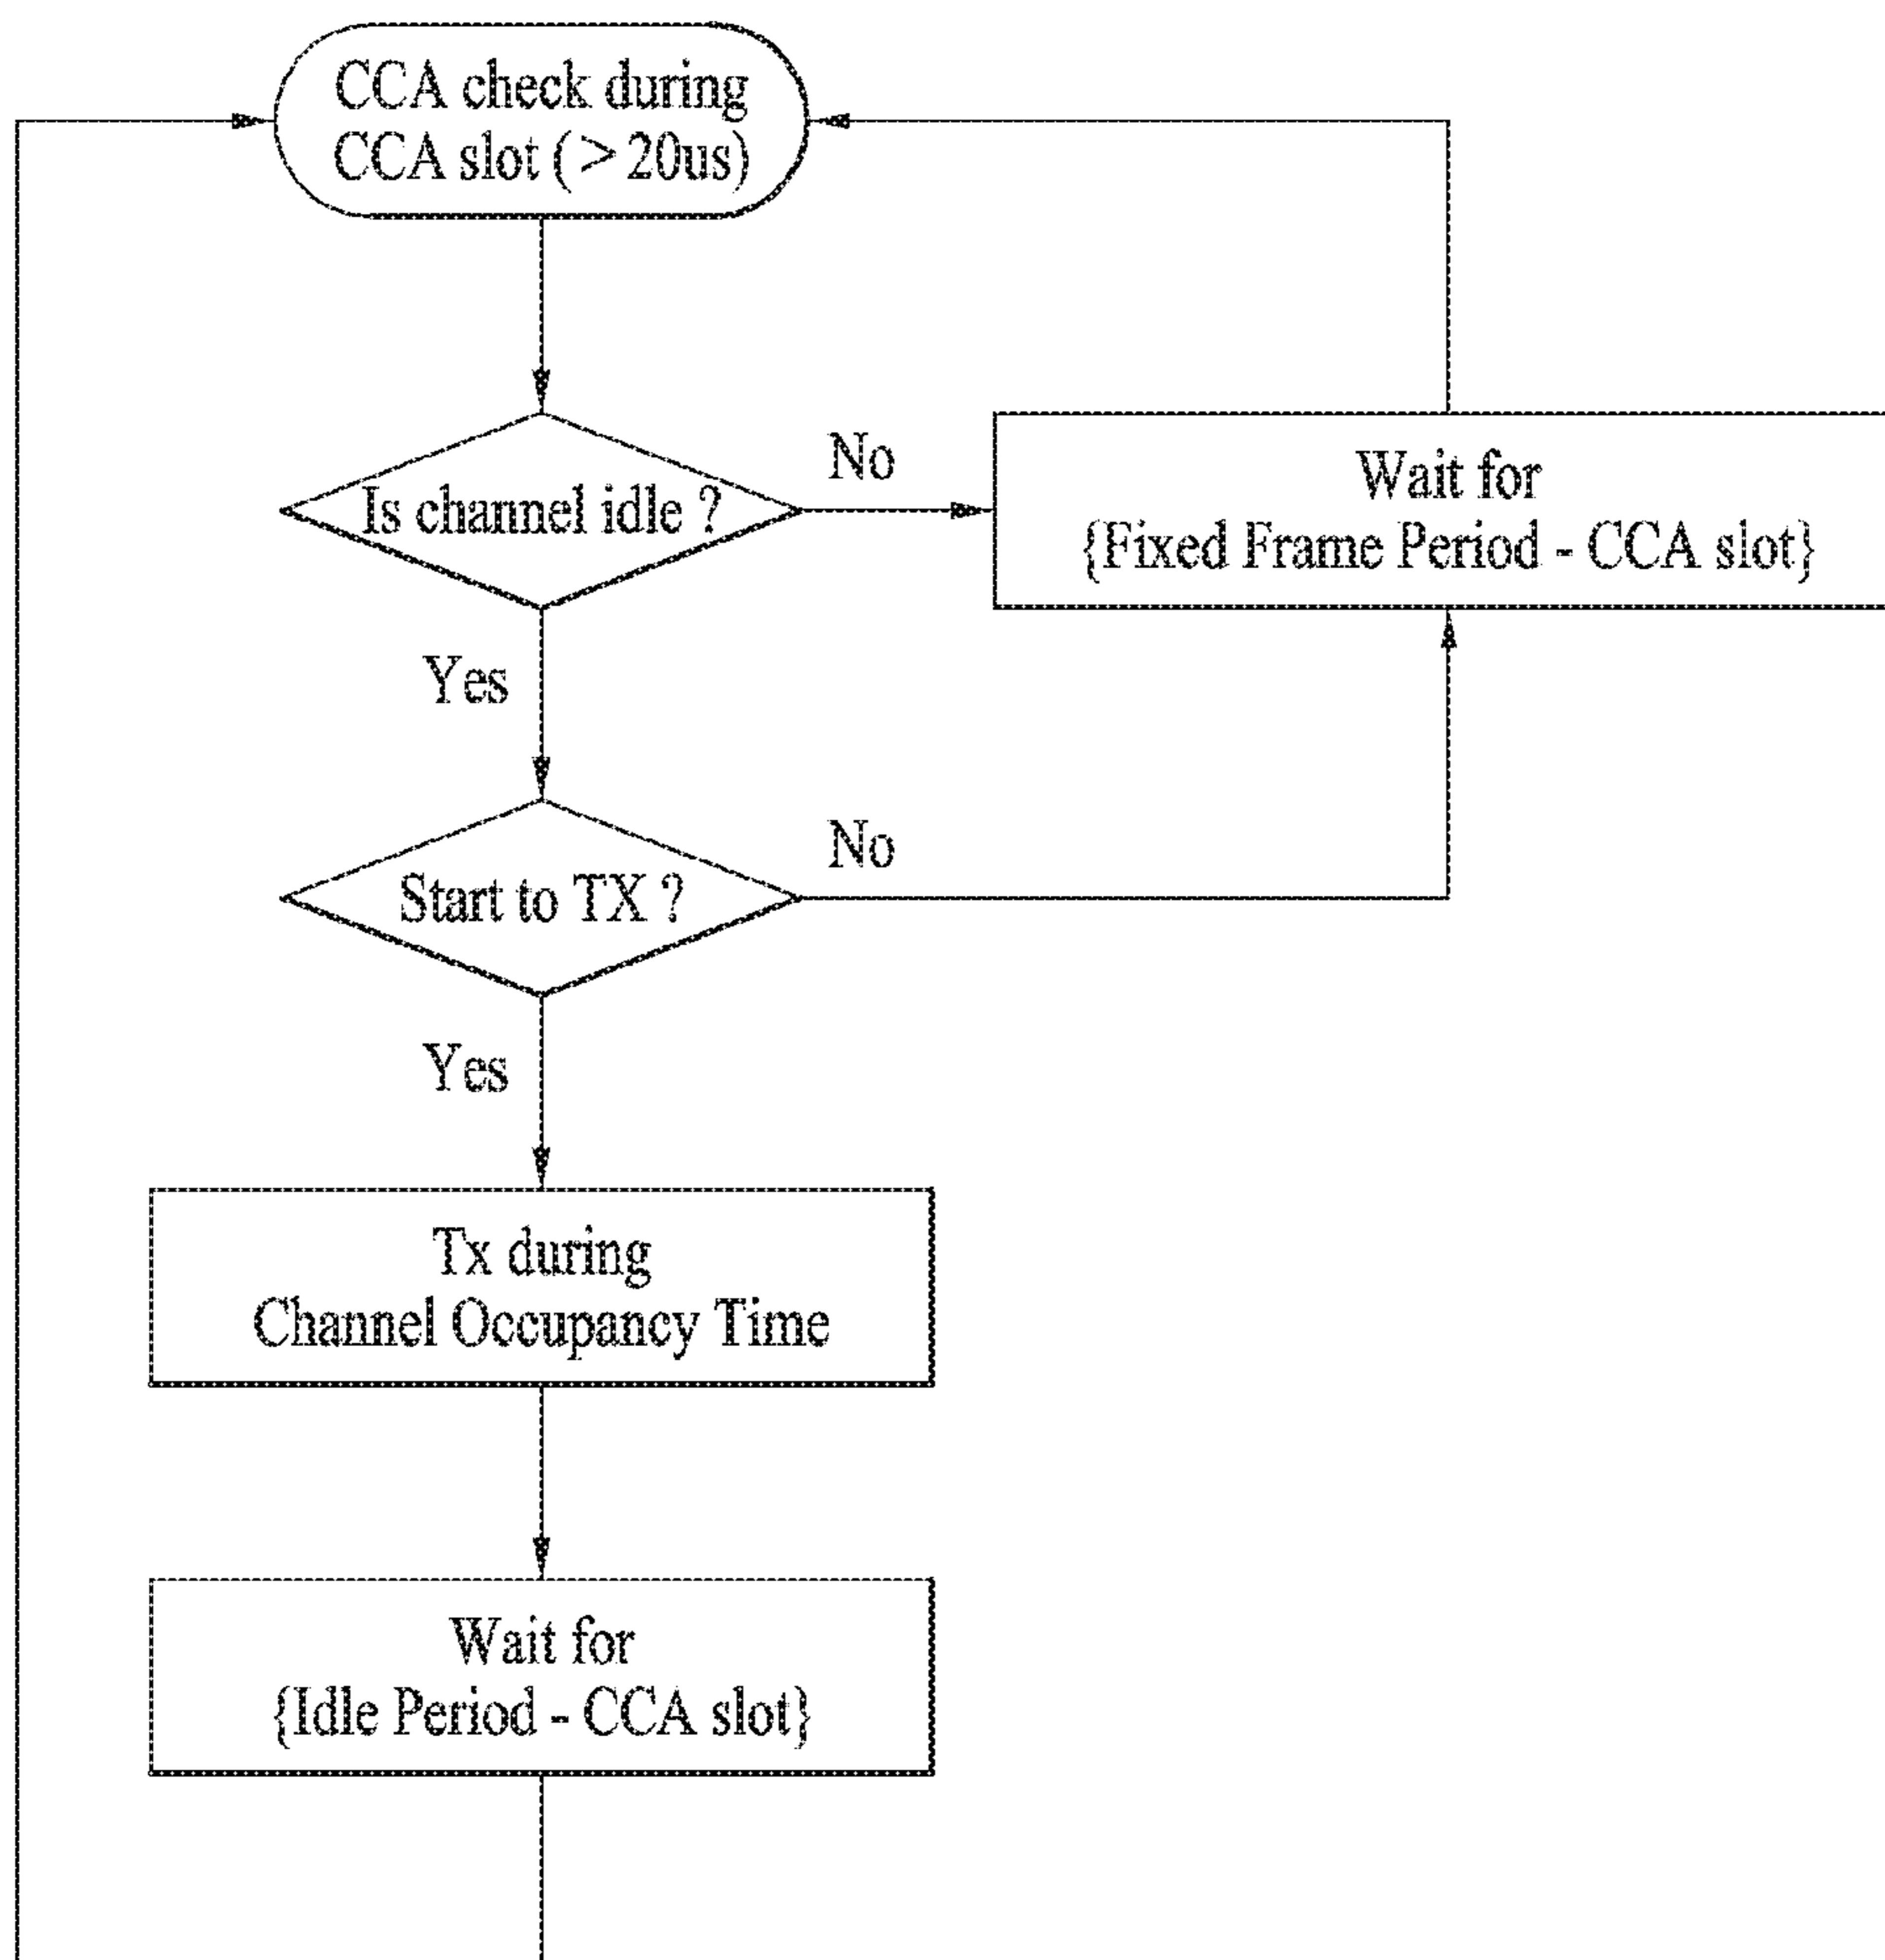 CCA check during
CCA slot (>20us)
Is channel idle ?
No
Wait for
{Fixed Frame Period - CCA slot}
Yes
Start to TX ?
No
Yes
Tx during
Channel Occupancy Time
Wait for
{Idle Period - CCA slot}